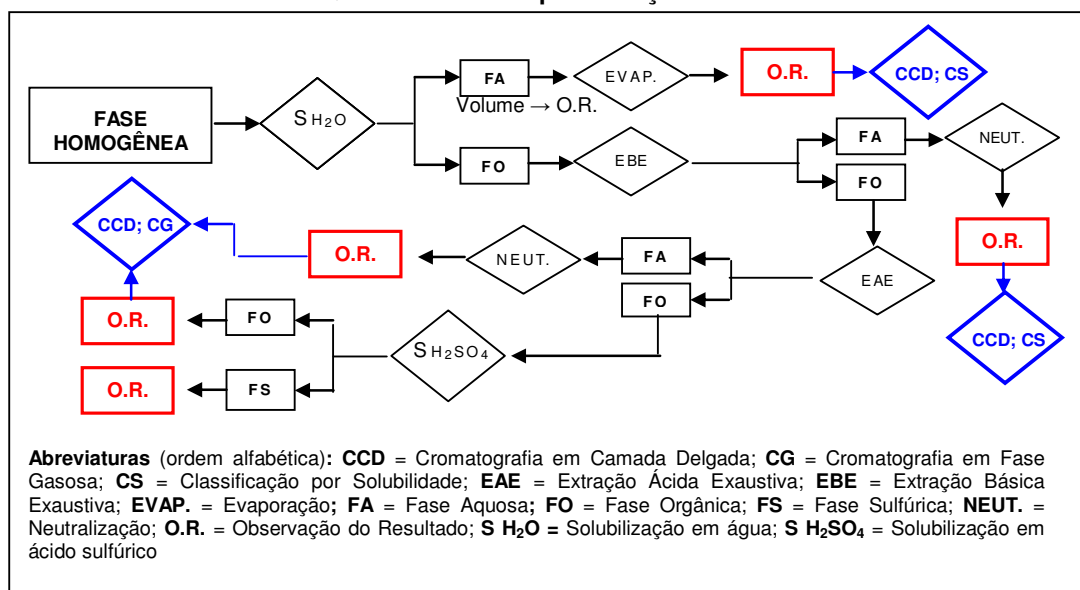 FA
EVAP.
O.R.
CCD; CS
Volume → O.R.
FASE
HOMOGÊNEA
S H₂O
FO
EBE
FA
NEUT.
FO
CCD; CG
O.R.
NEUT.
FA
EAE
O.R.
FO
CCD; CS
O.R.
FO
S H₂SO₄
O.R.
FS
Abreviaturas (ordem alfabética): CCD = Cromatografia em Camada Delgada; CG = Cromatografia em Fase
Gasosa; CS = Classificação por Solubilidade; EAE = Extração Ácida Exaustiva; EBE = Extração Básica
Exaustiva; EVAP. = Evaporação; FA = Fase Aquosa; FO = Fase Orgânica; FS = Fase Sulfúrica; NEUT. =
Neutralização; O.R. = Observação do Resultado; S H₂O = Solubilização em água; S H₂SO₄ = Solubilização em
ácido sulfúrico